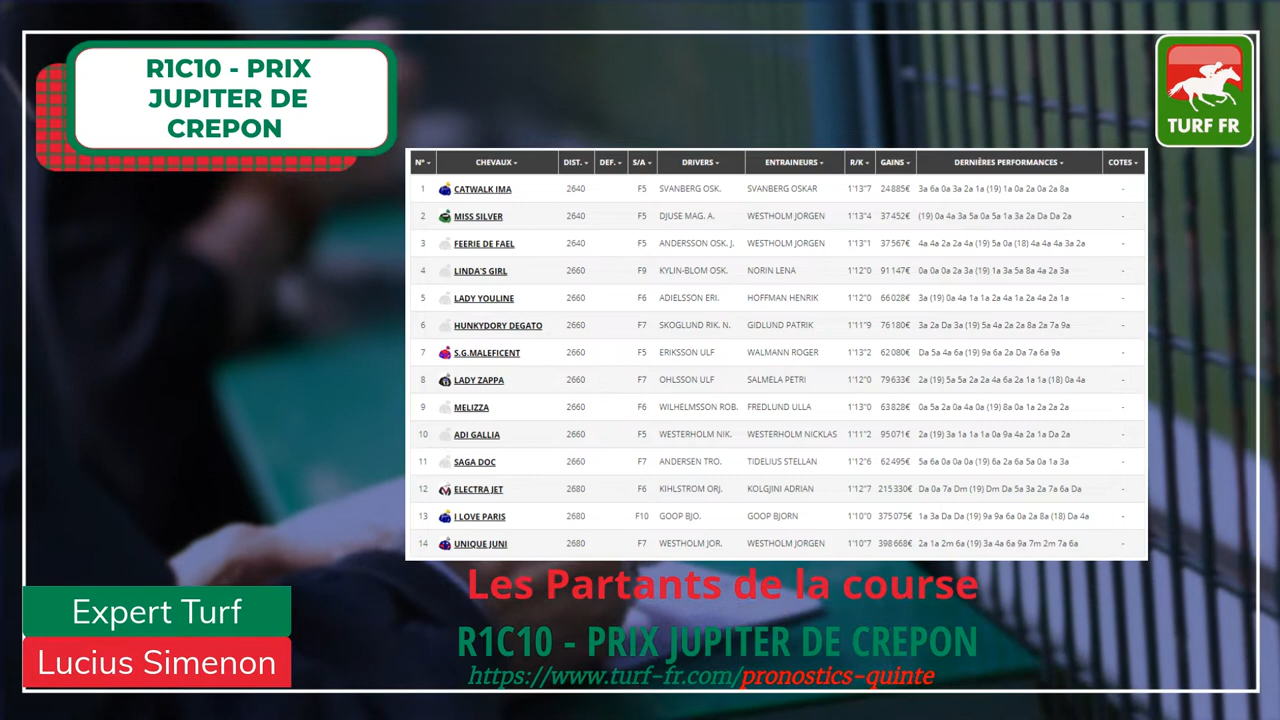 R1C10 - PRIX
JUPITER DE
CREPON
TURF FR
N° CHEVAUX DIST. DEF. S/A DRIVERS ENTRAINEURS R/K GAINS DERNIÈRES PERFORMANCES COTES
1 CATWALK IMA 2640 F5 SVANBERG OSK. SVANBERG OSKAR 1'13"7 24 885€ 3a 6a 0a 3a 2a 1a (19) 1a 0a 2a 0a 2a 8a -
2 MISS SILVER 2640 F5 DJUSE MAG. A. WESTHOLM JORGEN 1'13"4 37 452€ (19) 0a 4a 3a 5a 0a 5a 1a 3a 2a Da Da 2a -
3 FEERIE DE FAEL 2640 F5 ANDERSSON OSK. J. WESTHOLM JORGEN 1'13"1 37 567€ 4a 4a 2a 2a 4a (19) 5a 0a (18) 4a 4a 4a 3a 2a -
4 LINDA'S GIRL 2660 F9 KYLIN-BLOM OSK. NORIN LENA 1'12"0 91 147€ 0a 0a 0a 2a 3a (19) 1a 3a 5a 8a 4a 2a 3a -
5 LADY YOULINE 2660 F6 ADIELSSON ERI. HOFFMAN HENRIK 1'12"0 66 028€ 3a (19) 0a 4a 1a 1a 2a 4a 1a 2a 4a 2a 1a -
6 HUNKYDORY DEGATO 2660 F7 SKOGLUND RIK. N. GIDLUND PATRIK 1'11"9 76 180€ 3a 2a Da 3a (19) 5a 4a 2a 2a 8a 2a 7a 9a -
7 S.G.MALEFICENT 2660 F5 ERIKSSON ULF WALMANN ROGER 1'13"2 62 080€ Da 5a 4a 6a (19) 9a 6a 2a Da 7a 6a 9a -
8 LADY ZAPPA 2660 F7 OHLSSON ULF SALMELA PETRI 1'12"0 79 633€ 2a (19) 5a 5a 2a 2a 4a 6a 2a 1a 1a (18) 0a 4a -
9 MELIZZA 2660 F6 WILHELMSSON ROB. FREDLUND ULLA 1'13"0 63 828€ 0a 5a 2a 0a 4a 0a (19) 8a 0a 1a 2a 2a 2a -
10 ADI GALLIA 2660 F5 WESTERHOLM NIK. WESTERHOLM NICKLAS 1'11"2 95 071€ 2a (19) 3a 1a 1a 1a 0a 9a 4a 2a 1a Da 2a -
11 SAGA DOC 2660 F7 ANDERSEN TRO. TIDELIUS STELLAN 1'12"6 62 495€ 5a 6a 0a 0a 0a (19) 6a 2a 6a 5a 0a 1a 3a -
12 ELECTRA JET 2680 F6 KIHLSTROM ORJ. KOLGJINI ADRIAN 1'12"7 215 330€ Da 0a 7a Dm (19) Dm Da 5a 3a 2a 7a 6a Da -
13 I LOVE PARIS 2680 F10 GOOP BJO. GOOP BJORN 1'10"0 375 075€ 1a 3a Da Da (19) 9a 9a 6a 0a 2a 8a (18) Da 4a -
14 UNIQUE JUNI 2680 F7 WESTHOLM JOR. WESTHOLM JORGEN 1'10"7 398 668€ 2a 1a 2m 6a (19) 3a 4a 6a 9a 7m 2m 7a 6a -
Les Partants de la course
R1C10 - PRIX JUPITER DE CREPON
https://www.turf-fr.com/pronostics-quinte
Expert Turf
Lucius Simenon